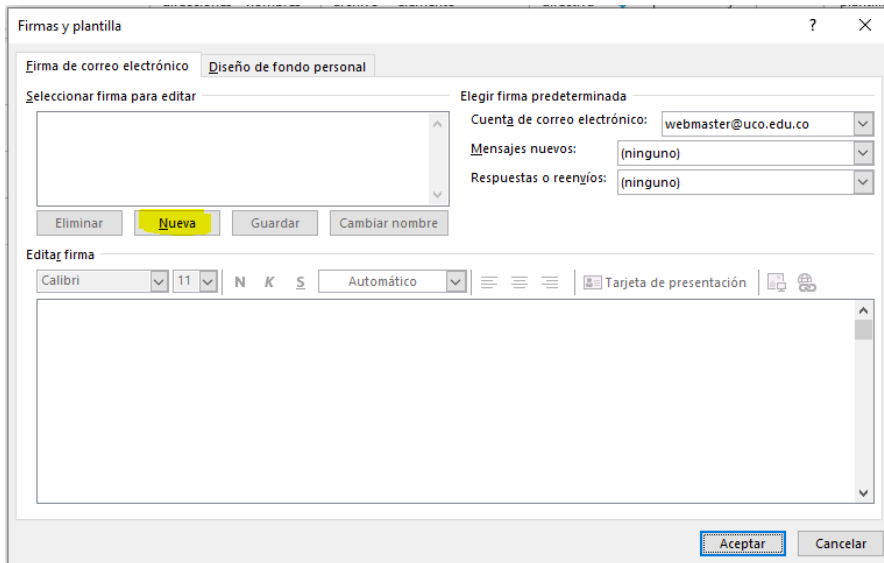 Firmas y plantilla ? ×
Firma de correo electrónico Diseño de fondo personal
Seleccionar firma para editar
Elegir firma predeterminada
Cuenta de correo electrónico: webmaster@uco.edu.co
Mensajes nuevos: (ninguno)
Respuestas o reenvíos: (ninguno)
Eliminar Nueva Guardar Cambiar nombre
Editar firma
Calibri 11 N K S Automático Tarjeta de presentación
Aceptar Cancelar